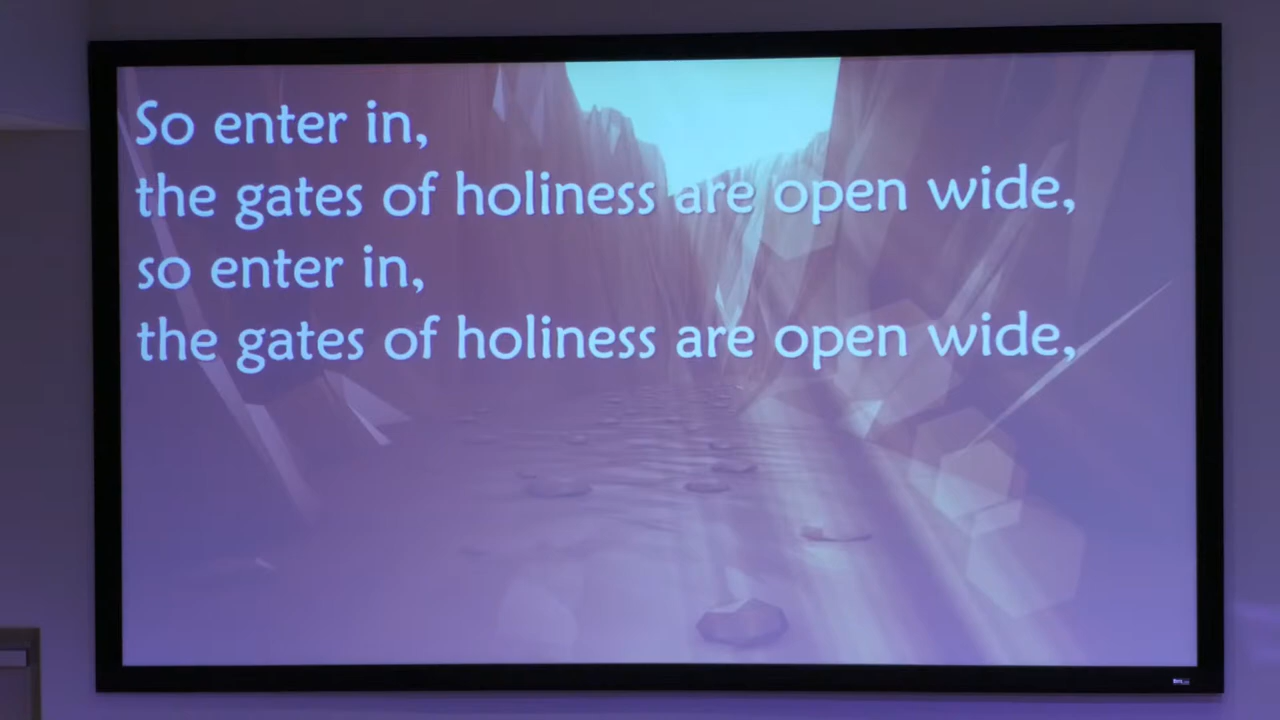 So enter in,
the gates of holiness are open wide,
so enter in,
the gates of holiness are open wide,